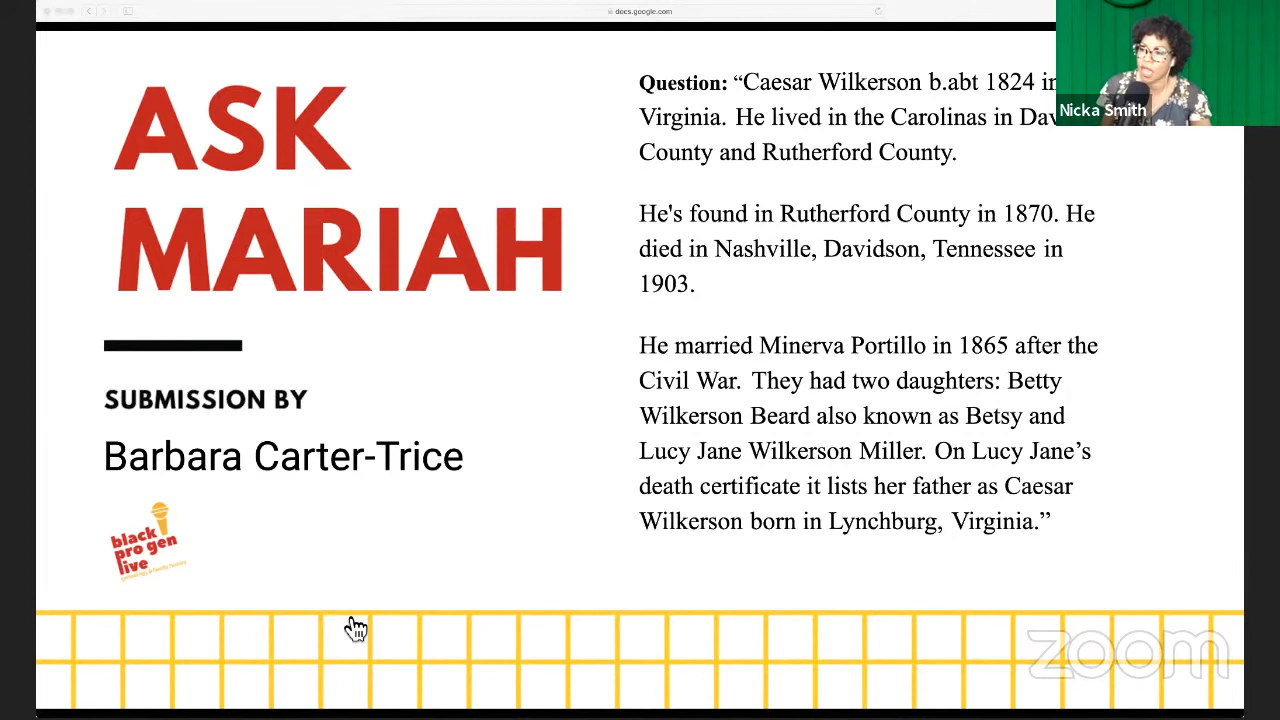 docs.google.com
ASK
MARIAH
SUBMISSION BY
Barbara Carter-Trice
black
pro gen
live
Question: “Caesar Wilkerson b.abt 1824 in
Virginia. He lived in the Carolinas in
County and Rutherford County.
He's found in Rutherford County in 1870. He
died in Nashville, Davidson, Tennessee in
1903.
He married Minerva Portillo in 1865 after the
Civil War. They had two daughters: Betty
Wilkerson Beard also known as Betsy and
Lucy Jane Wilkerson Miller. On Lucy Jane’s
death certificate it lists her father as Caesar
Wilkerson born in Lynchburg, Virginia.”
Nicka Smith
zoom